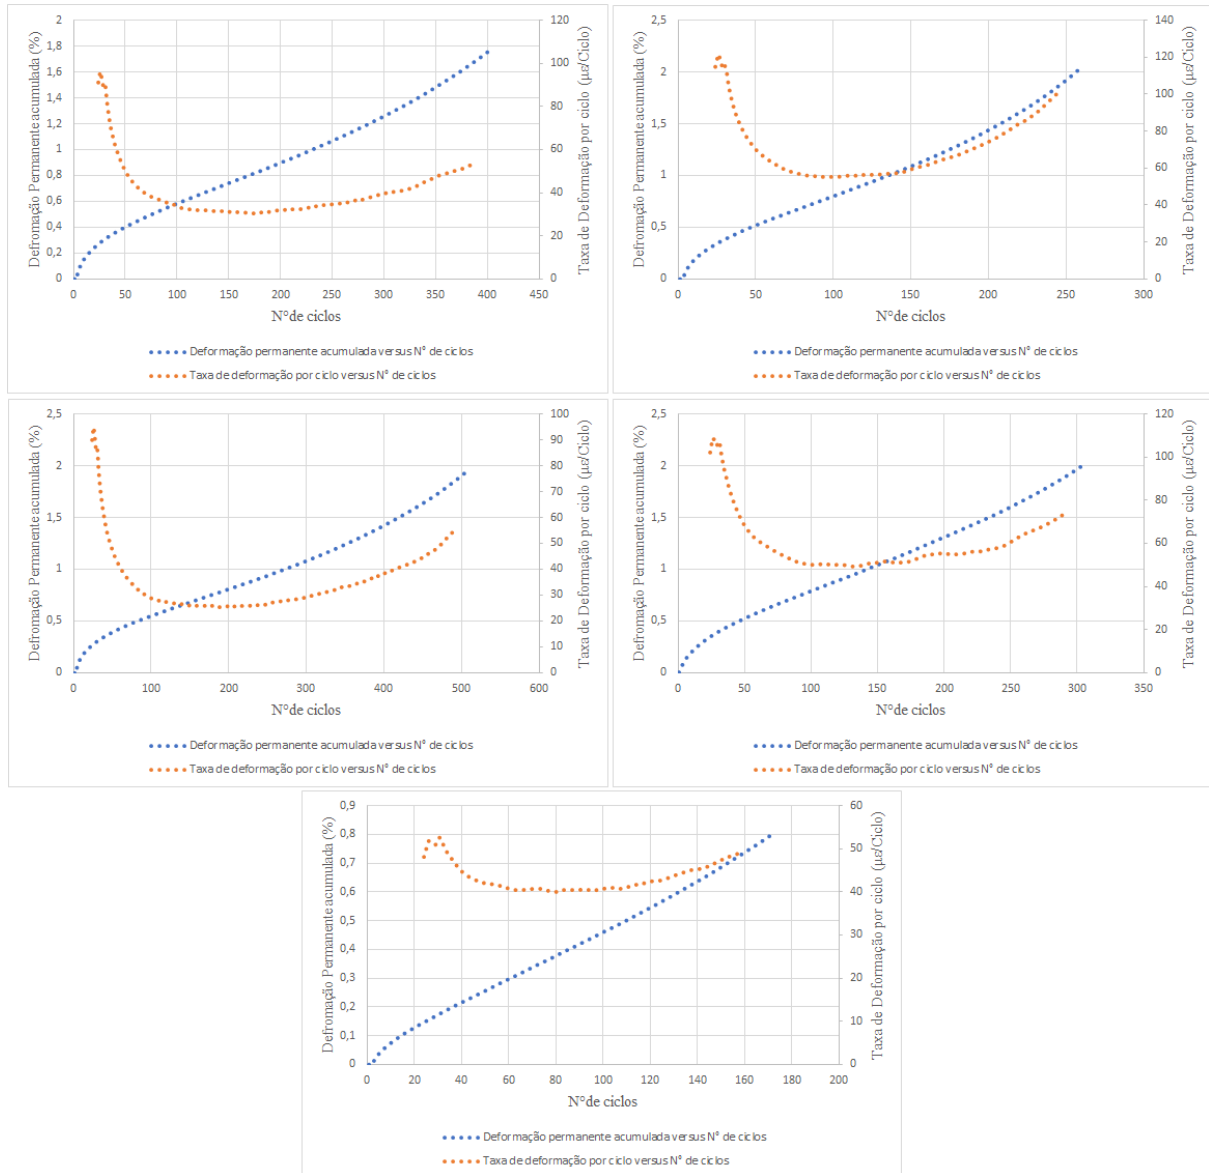 Defromação Permanente acumulada (%)
2
1,8
1,6
1,4
1,2
1
0,8
0,6
0,4
0,2
0
120
100
80
60
40
20
0
Taxa de Deformação por ciclo (με/Ciclo)
0 50 100 150 200 250 300 350 400 450
N°de ciclos
Deformação permanente acumulada versus N° de ciclos
Taxa de deformação por ciclo versus N° de ciclos
Defromação Permanente acumulada (%)
2,5
2
1,5
1
0,5
0
140
120
100
80
60
40
20
0
Taxa de Deformação por ciclo (με/Ciclo)
0 50 100 150 200 250 300
N°de ciclos
Deformação permanente acumulada versus N° de ciclos
Taxa de deformação por ciclo versus N° de ciclos
Defromação Permanente acumulada (%)
2,5
2
1,5
1
0,5
0
100
90
80
70
60
50
40
30
20
10
0
Taxa de Deformação por ciclo (με/Ciclo)
0 100 200 300 400 500 600
N°de ciclos
Deformação permanente acumulada versus N° de ciclos
Taxa de deformação por ciclo versus N° de ciclos
Defromação Permanente acumulada (%)
2,5
2
1,5
1
0,5
0
120
100
80
60
40
20
0
Taxa de Deformação por ciclo (με/Ciclo)
0 50 100 150 200 250 300 350
N°de ciclos
Deformação permanente acumulada versus N° de ciclos
Taxa de deformação por ciclo versus N° de ciclos
Defromação Permanente acumulada (%)
0,9
0,8
0,7
0,6
0,5
0,4
0,3
0,2
0,1
0
60
50
40
30
20
10
0
Taxa de Deformação por ciclo (με/Ciclo)
0 20 40 60 80 100 120 140 160 180 200
N°de ciclos
Deformação permanente acumulada versus N° de ciclos
Taxa de deformação por ciclo versus N° de ciclos